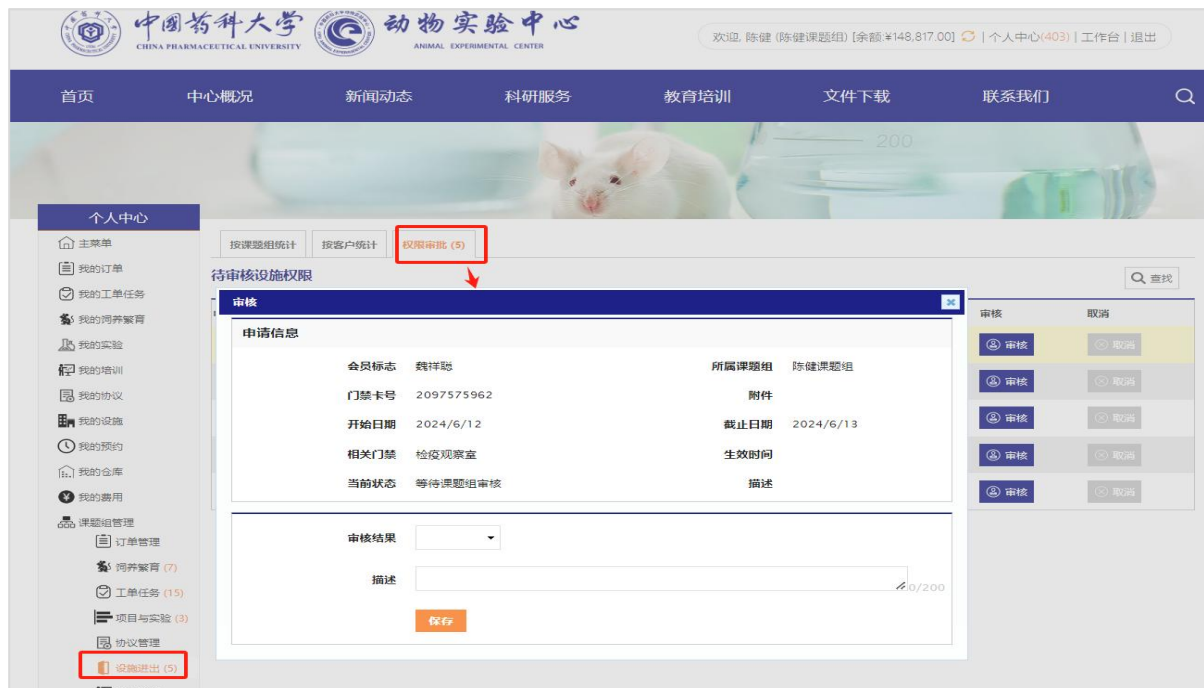 中国药科大学
CHINA PHARMACEUTICAL UNIVERSITY
动物实验中心
ANIMAL EXPERIMENTAL CENTER
欢迎, 陈健 (陈健课题组) [余额:¥148,817.00] | 个人中心(403) | 工作台 | 退出
首页 中心概况 新闻动态 科研服务 教育培训 文件下载 联系我们
200
个人中心
主菜单
我的订单
我的工单任务
我的饲养繁育
我的实验
我的培训
我的协议
我的设施
我的预约
我的仓库
我的费用
课题组管理
订单管理
饲养繁育 (7)
工单任务 (15)
项目与实验 (3)
协议管理
设施进出 (5)
按课题组统计 按客户统计 权限审批 (5)
待审核设施权限 查找
审核 取消
审核 取消
审核 取消
审核 取消
审核 取消
审核 取消
审核
申请信息
会员标志 魏祥聪 所属课题组 陈健课题组
门禁卡号 2097575962 附件
开始日期 2024/6/12 截止日期 2024/6/13
相关门禁 检疫观察室 生效时间
当前状态 等待课题组审核 描述
审核结果
描述 0/200
保存